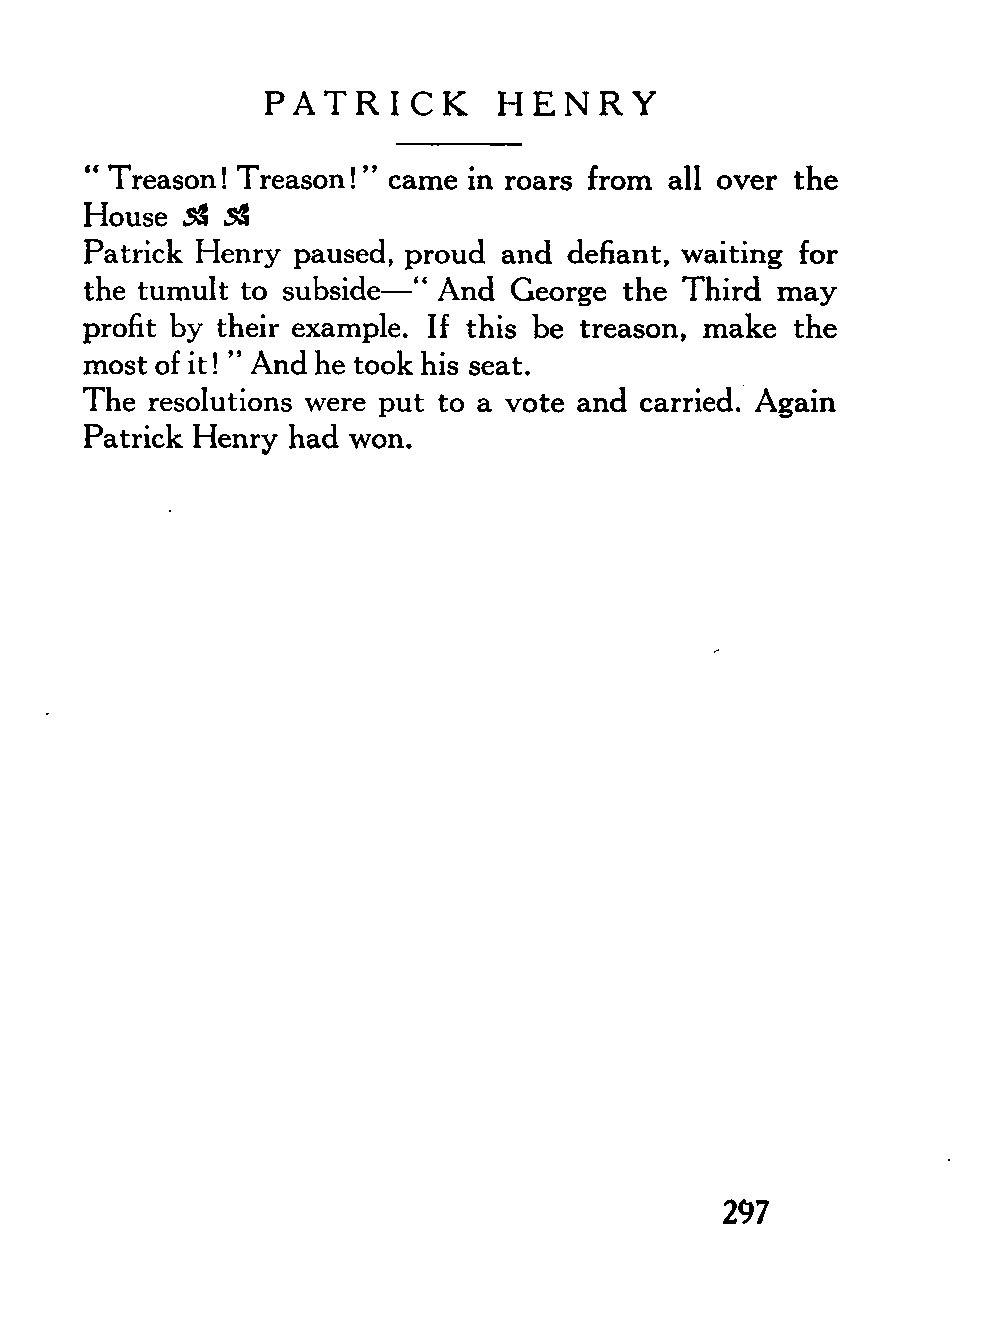 PATRICK HENRY
“ Treason! Treason!” came in roars from all over the
House
Patrick Henry paused, proud and defiant, waiting for
the tumult to subside—“ And George the Third may
profit by their example. If this be treason, make the
most of it! ” And he took his seat.
The resolutions were put to a vote and carried. Again
Patrick Henry had won.
297